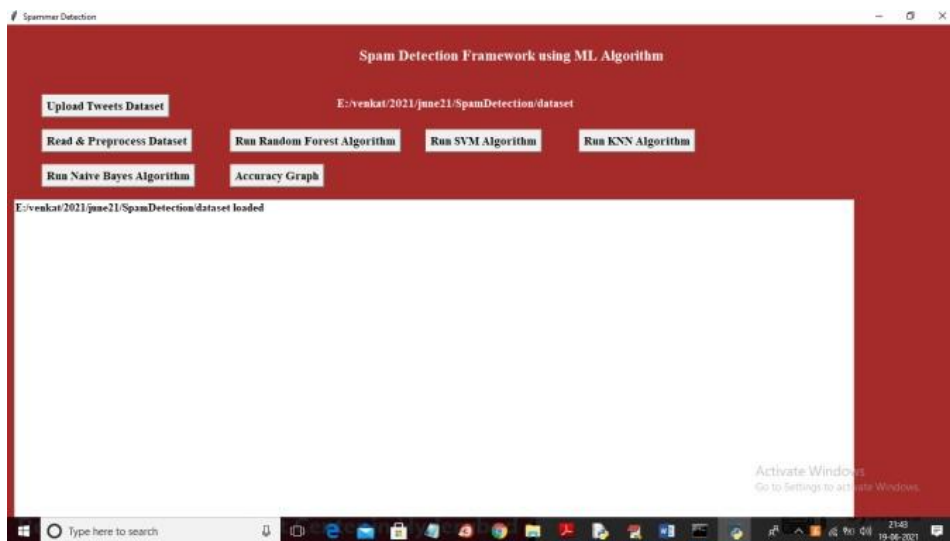 Spammer Detection
Spam Detection Framework using ML Algorithm
Upload Tweets Dataset
E:/venkat/2021/june21/SpamDetection/dataset
Read & Preprocess Dataset
Run Random Forest Algorithm
Run SVM Algorithm
Run KNN Algorithm
Run Naive Bayes Algorithm
Accuracy Graph
E:/venkat/2021/june21/SpamDetection/dataset loaded
Activate Windows
Go to Settings to activate Windows.
Type here to search
21:43
19-06-2021